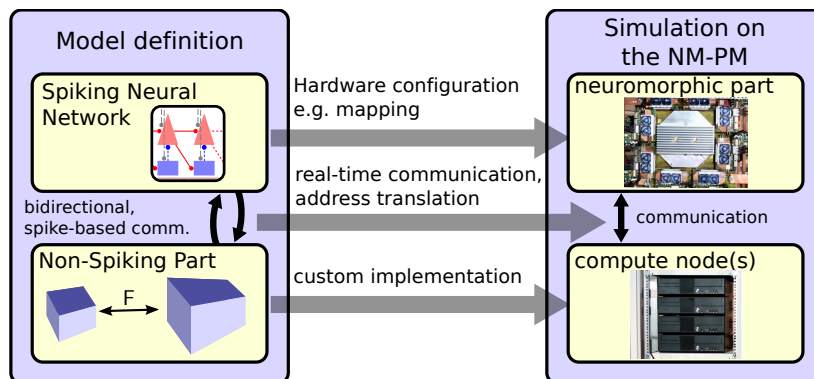 Model definition
Spiking Neural
Network
bidirectional,
spike-based comm.
Non-Spiking Part
F
Hardware configuration
e.g. mapping
real-time communication,
address translation
custom implementation
Simulation on
the NM-PM
neuromorphic part
communication
compute node(s)